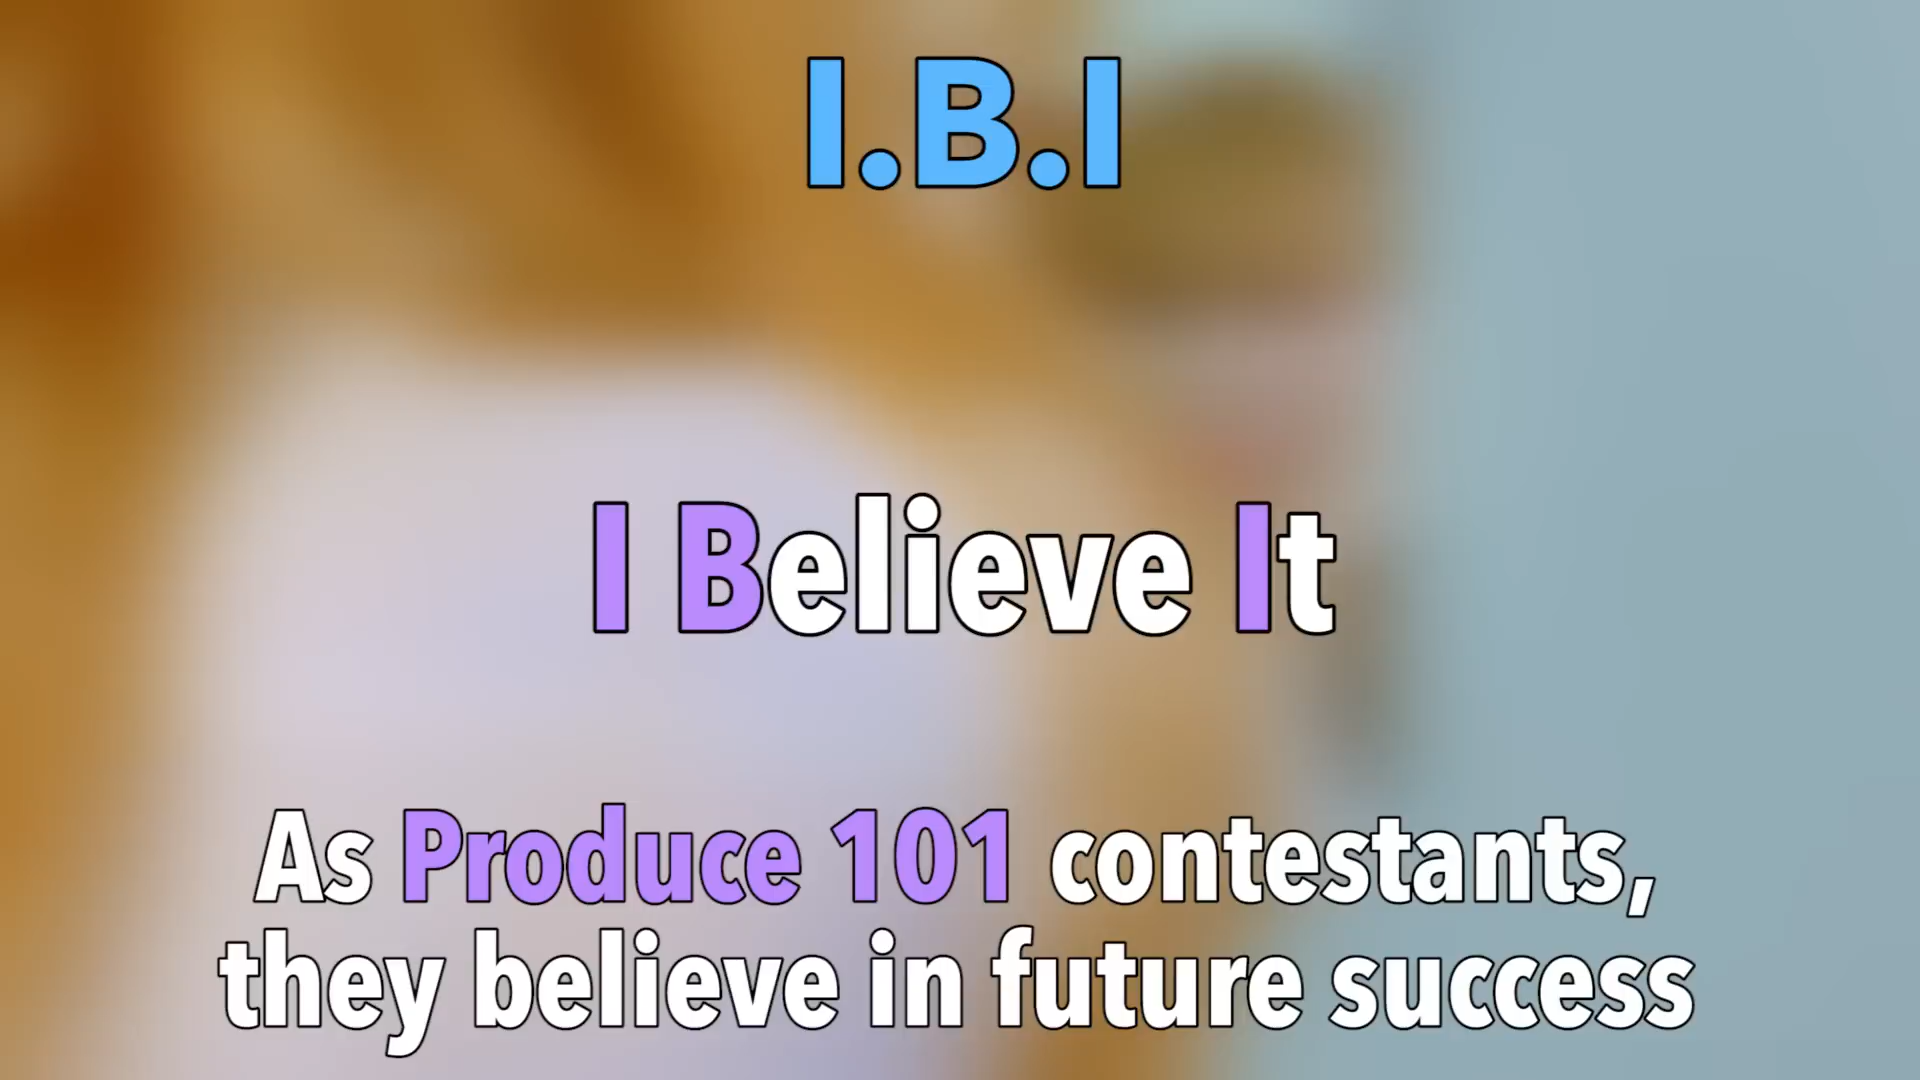 I.B.I
I Believe It
As Produce 101 contestants,
they believe in future success